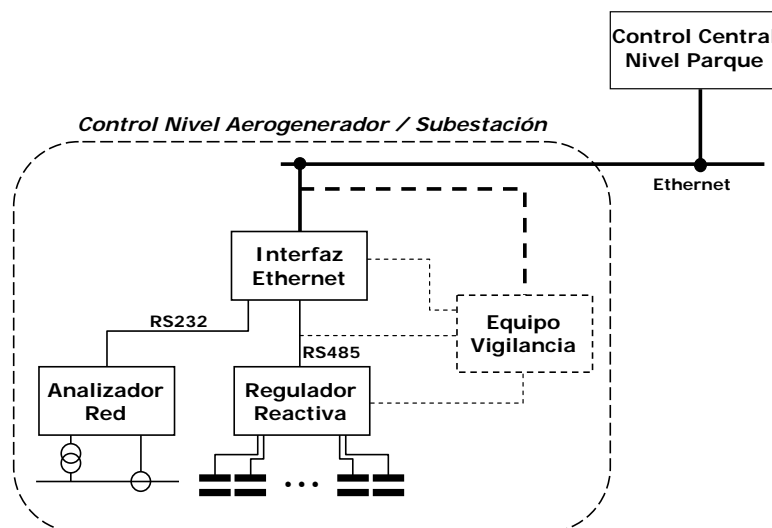 Control Central
Nivel Parque
Control Nivel Aerogenerador / Subestación
Ethernet
Interfaz
Ethernet
RS232
Equipo
Vigilancia
RS485
Analizador
Red
Regulador
Reactiva